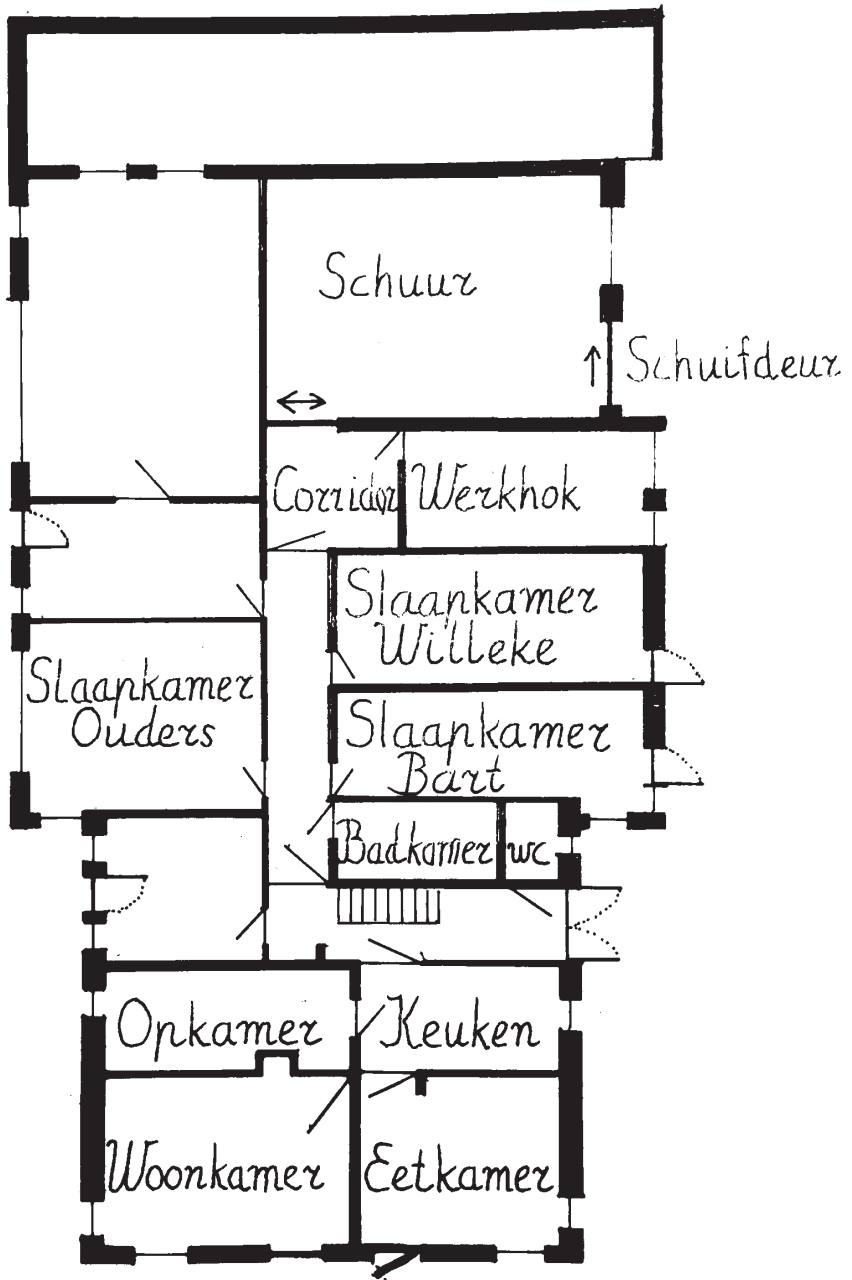 Schuur
Schuifdeur
Corridor
Werkhok
Slaapkamer
Willeke
Slaapkamer
Ouders
Slaapkamer
Bart
Badkamer
wc
Opkamer
Keuken
Woonkamer
Eetkamer